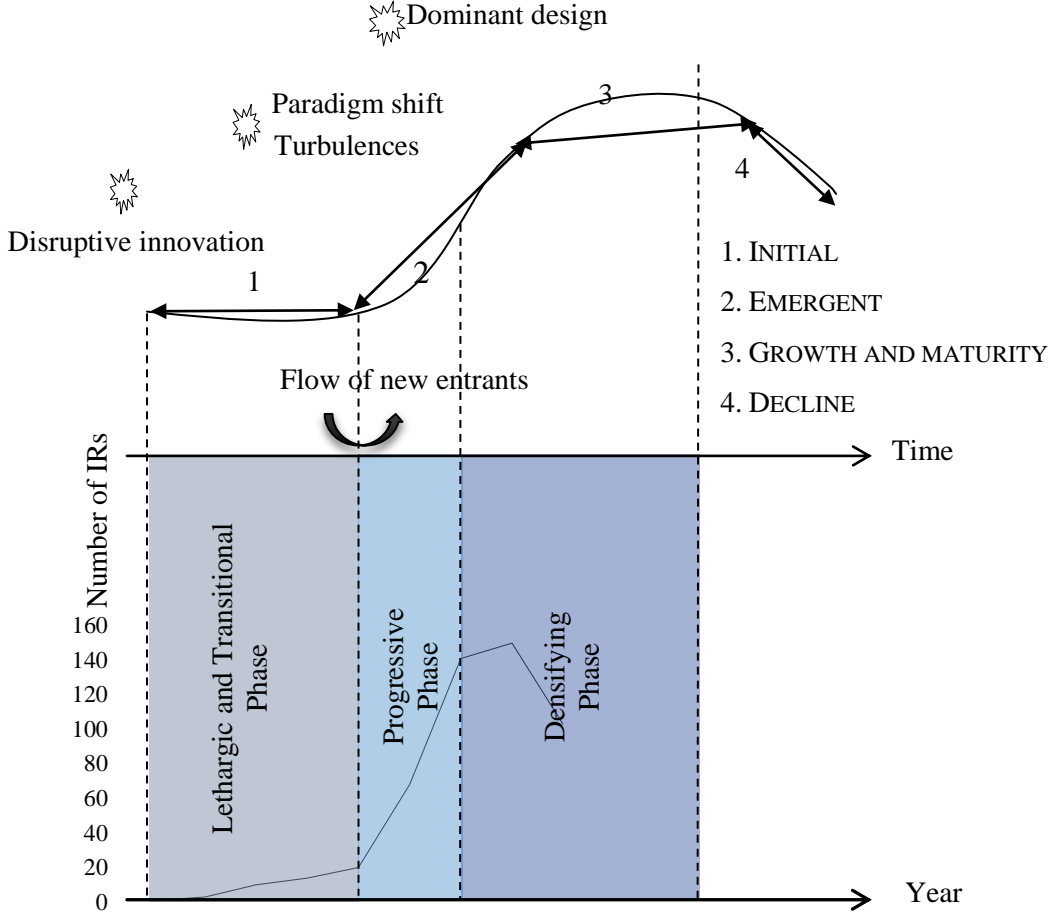 Dominant design
Paradigm shift
Turbulences
Disruptive innovation
1
2
3
4
1. INITIAL
2. EMERGENT
3. GROWTH AND MATURITY
4. DECLINE
Flow of new entrants
Time
Number of IRs
160
140
120
100
80
60
40
20
0
Lethargic and Transitional
Phase
Progressive
Phase
Densifying
Phase
Year